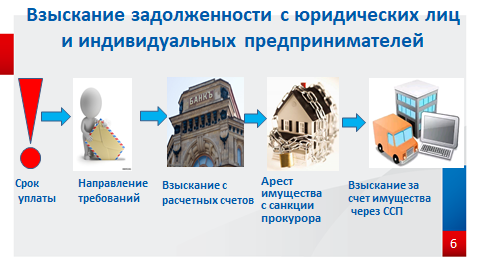 Взыскание задолженности с юридических лиц
и индивидуальных предпринимателей
БАНКЪ
Срок
уплаты
Направление
требований
Взыскание с
расчетных счетов
Арест
имущества
с санкции
прокурора
Взыскание за
счет имущества
через ССП
6